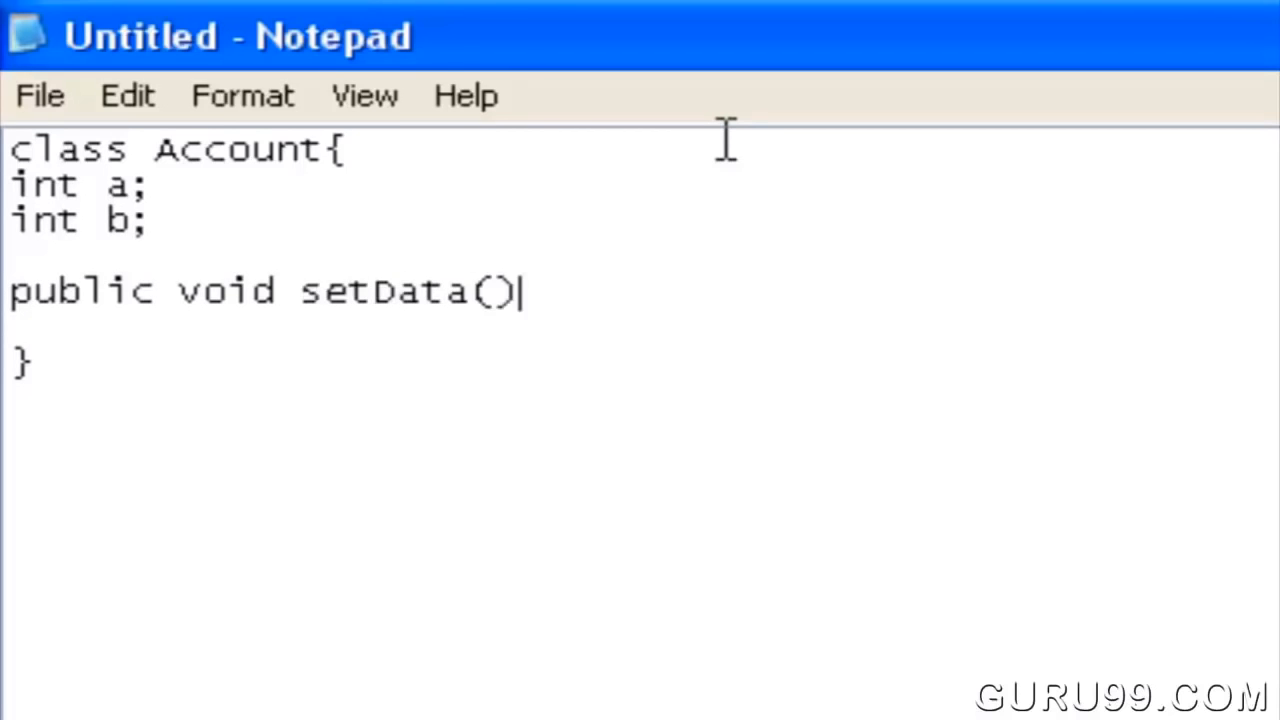 Untitled - Notepad
File Edit Format View Help
class Account{
int a;
int b;
public void setData()
}
GURU99.COM